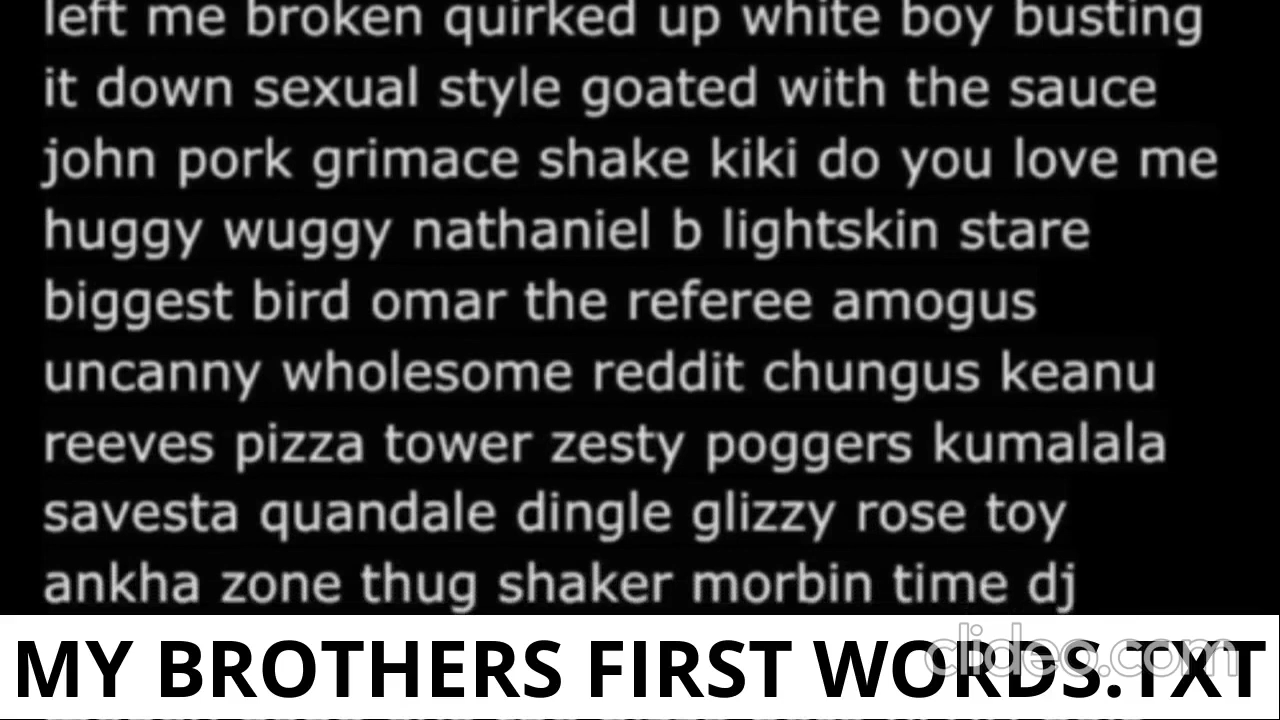 left me broken quirked up white boy busting
it down sexual style goated with the sauce
john pork grimace shake kiki do you love me
huggy wuggy nathaniel b lightskin stare
biggest bird omar the referee amogus
uncanny wholesome reddit chungus keanu
reeves pizza tower zesty poggers kumalala
savesta quandale dingle glizzy rose toy
ankha zone thug shaker morbin time dj
MY BROTHERS FIRST WORDS.TXT
clideo.com